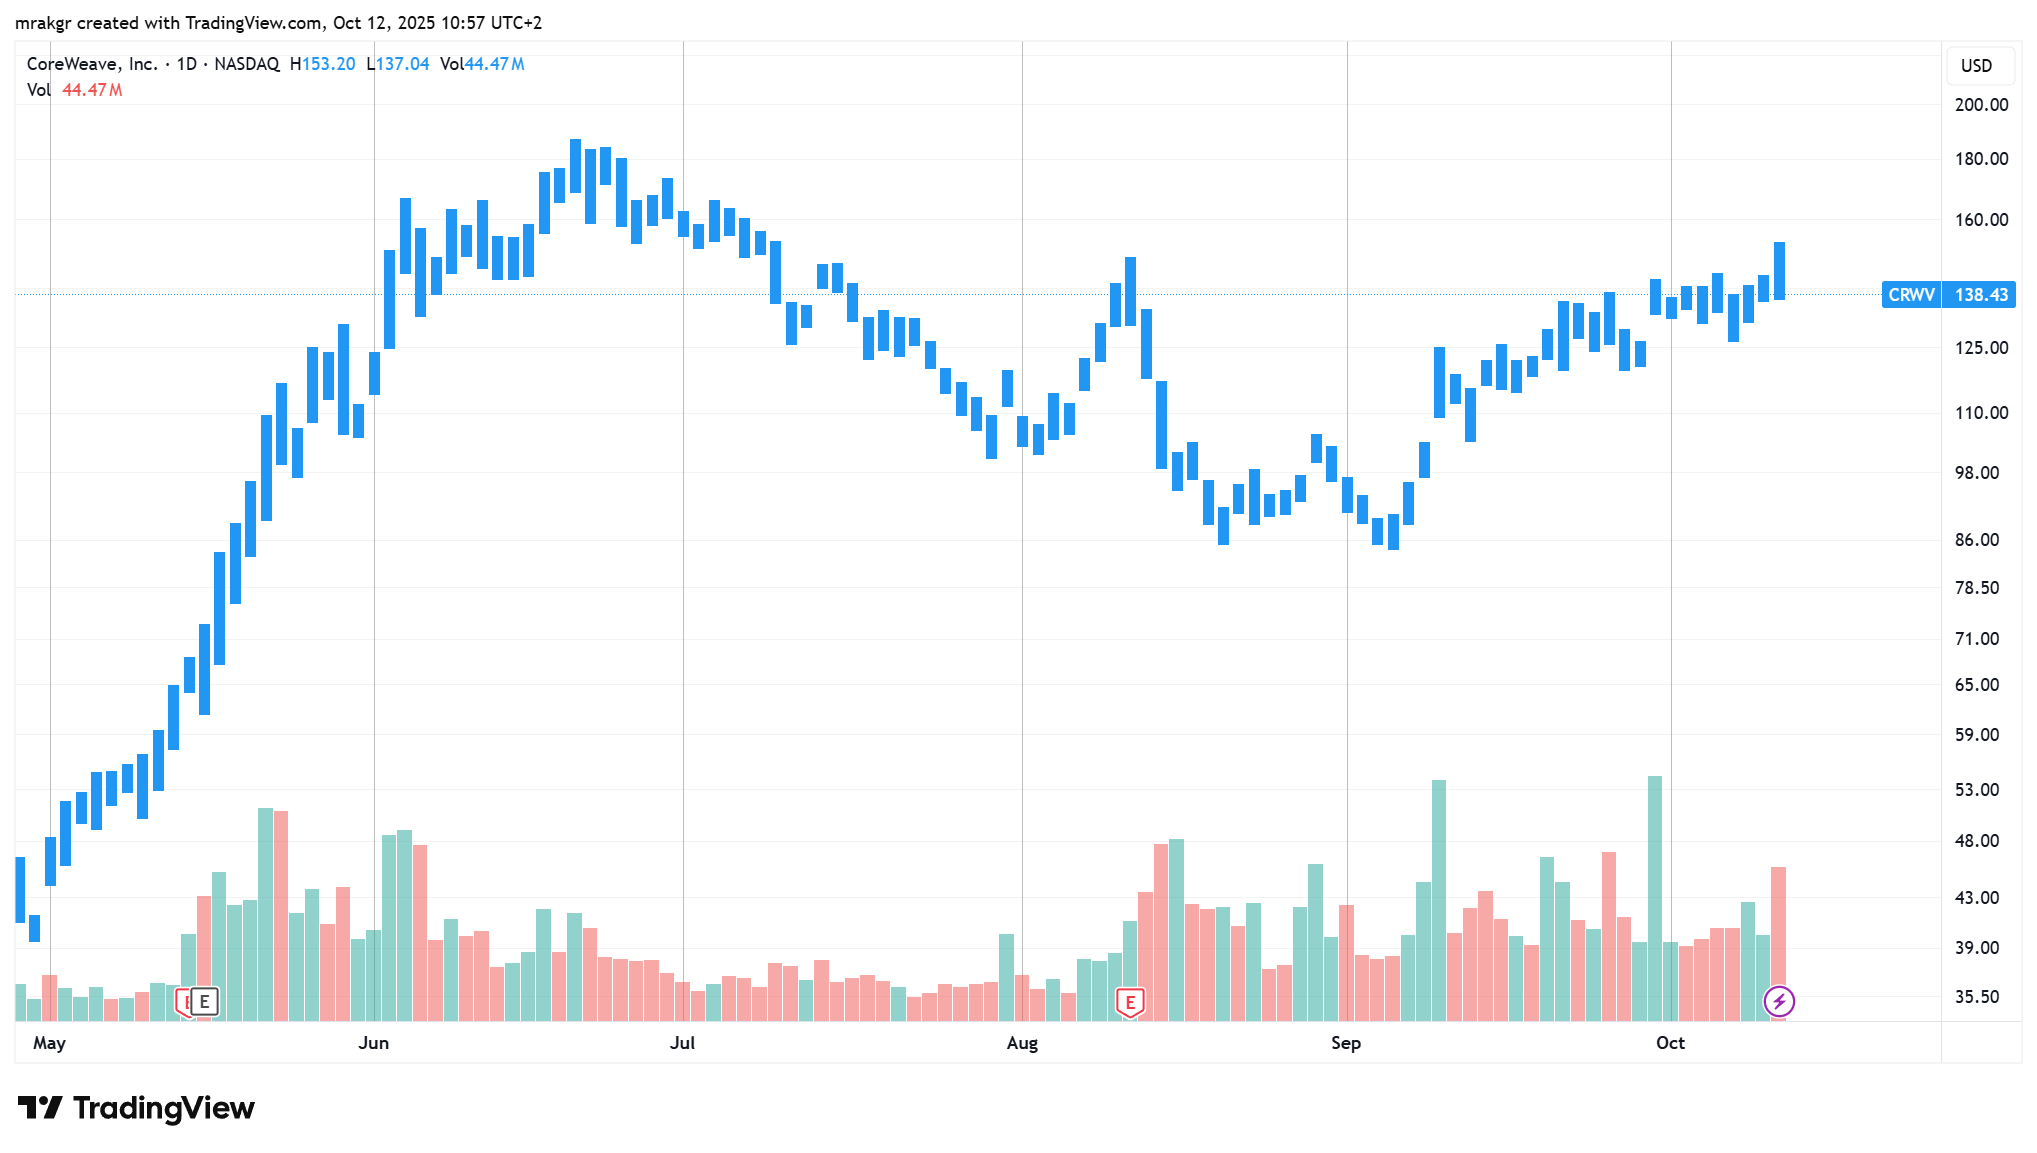 mrakgr created with TradingView.com, Oct 12, 2025 10:57 UTC+2
CoreWeave, Inc. · 1D · NASDAQ H153.20 L137.04 Vol44.47M
Vol 44.47M
USD
200.00
180.00
160.00
CRWV 138.43
125.00
110.00
98.00
86.00
78.50
71.00
65.00
59.00
53.00
48.00
43.00
39.00
35.50
E
E
E
May Jun Jul Aug Sep Oct
TradingView